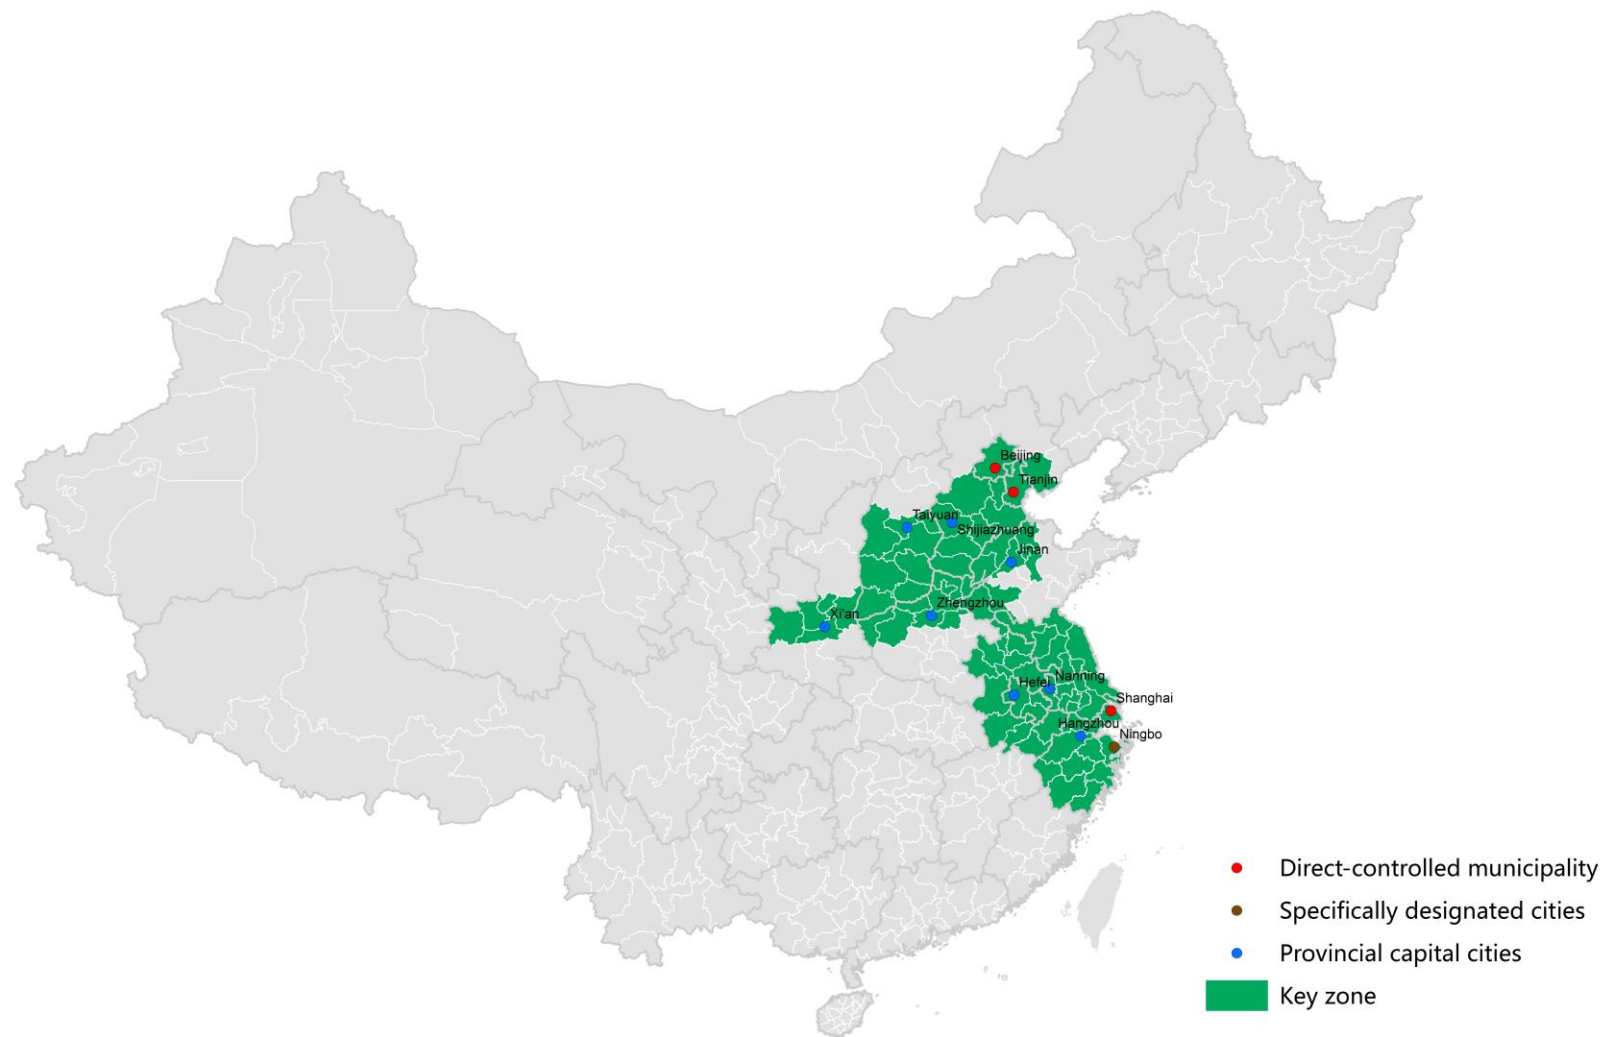 Beijing
Tianjin
Taiyuan
Shijiazhuang
Jinan
Zhengzhou
Xi'an
Hefei
Nanning
Shanghai
Hangzhou
Ningbo
Direct-controlled municipality
Specifically designated cities
Provincial capital cities
Key zone